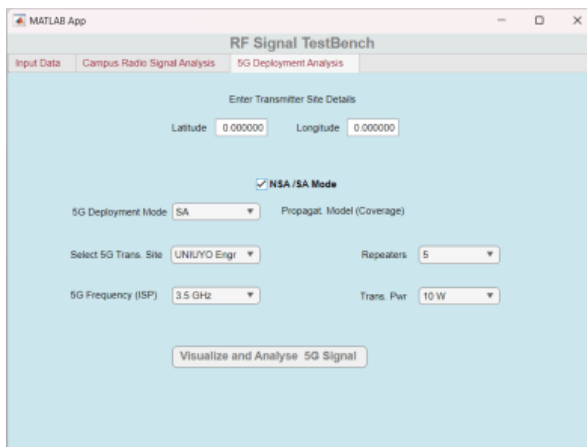 MATLAB App
RF Signal TestBench
Input Data Campus Radio Signal Analysis 5G Deployment Analysis
Enter Transmitter Site Details
Latitude 0.000000 Longitude 0.000000
NSA /SA Mode
5G Deployment Mode SA Propagat. Model (Coverage)
Select 5G Trans. Site UNIUYO Engr Repeaters 5
5G Frequency (ISP) 3.5 GHz Trans. Pwr 10 W
Visualize and Analyse 5G Signal